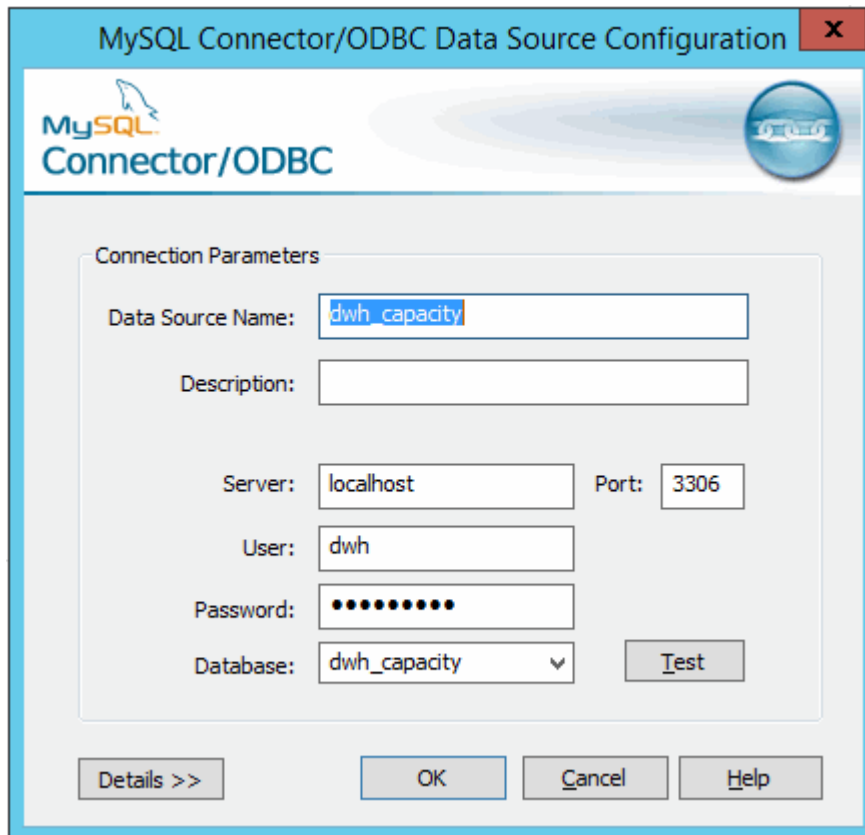 MySQL Connector/ODBC Data Source Configuration x
MySQL
Connector/ODBC
Connection Parameters
Data Source Name: dwh_capacity
Description:
Server: localhost Port: 3306
User: dwh
Password: •••••••••
Database: dwh_capacity Test
Details >> OK Cancel Help